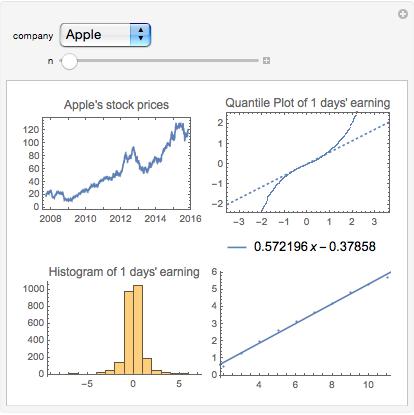 company Apple
n
Apple's stock prices
120
100
80
60
40
20
0
2008 2010 2012 2014 2016
Quantile Plot of 1 days' earning
2
1
0
-1
-2
-3 -2 -1 0 1 2 3
0.572196 x - 0.37858
Histogram of 1 days' earning
1000
800
600
400
200
0
-5 0 5
6
5
4
3
2
1
0
4 6 8 10